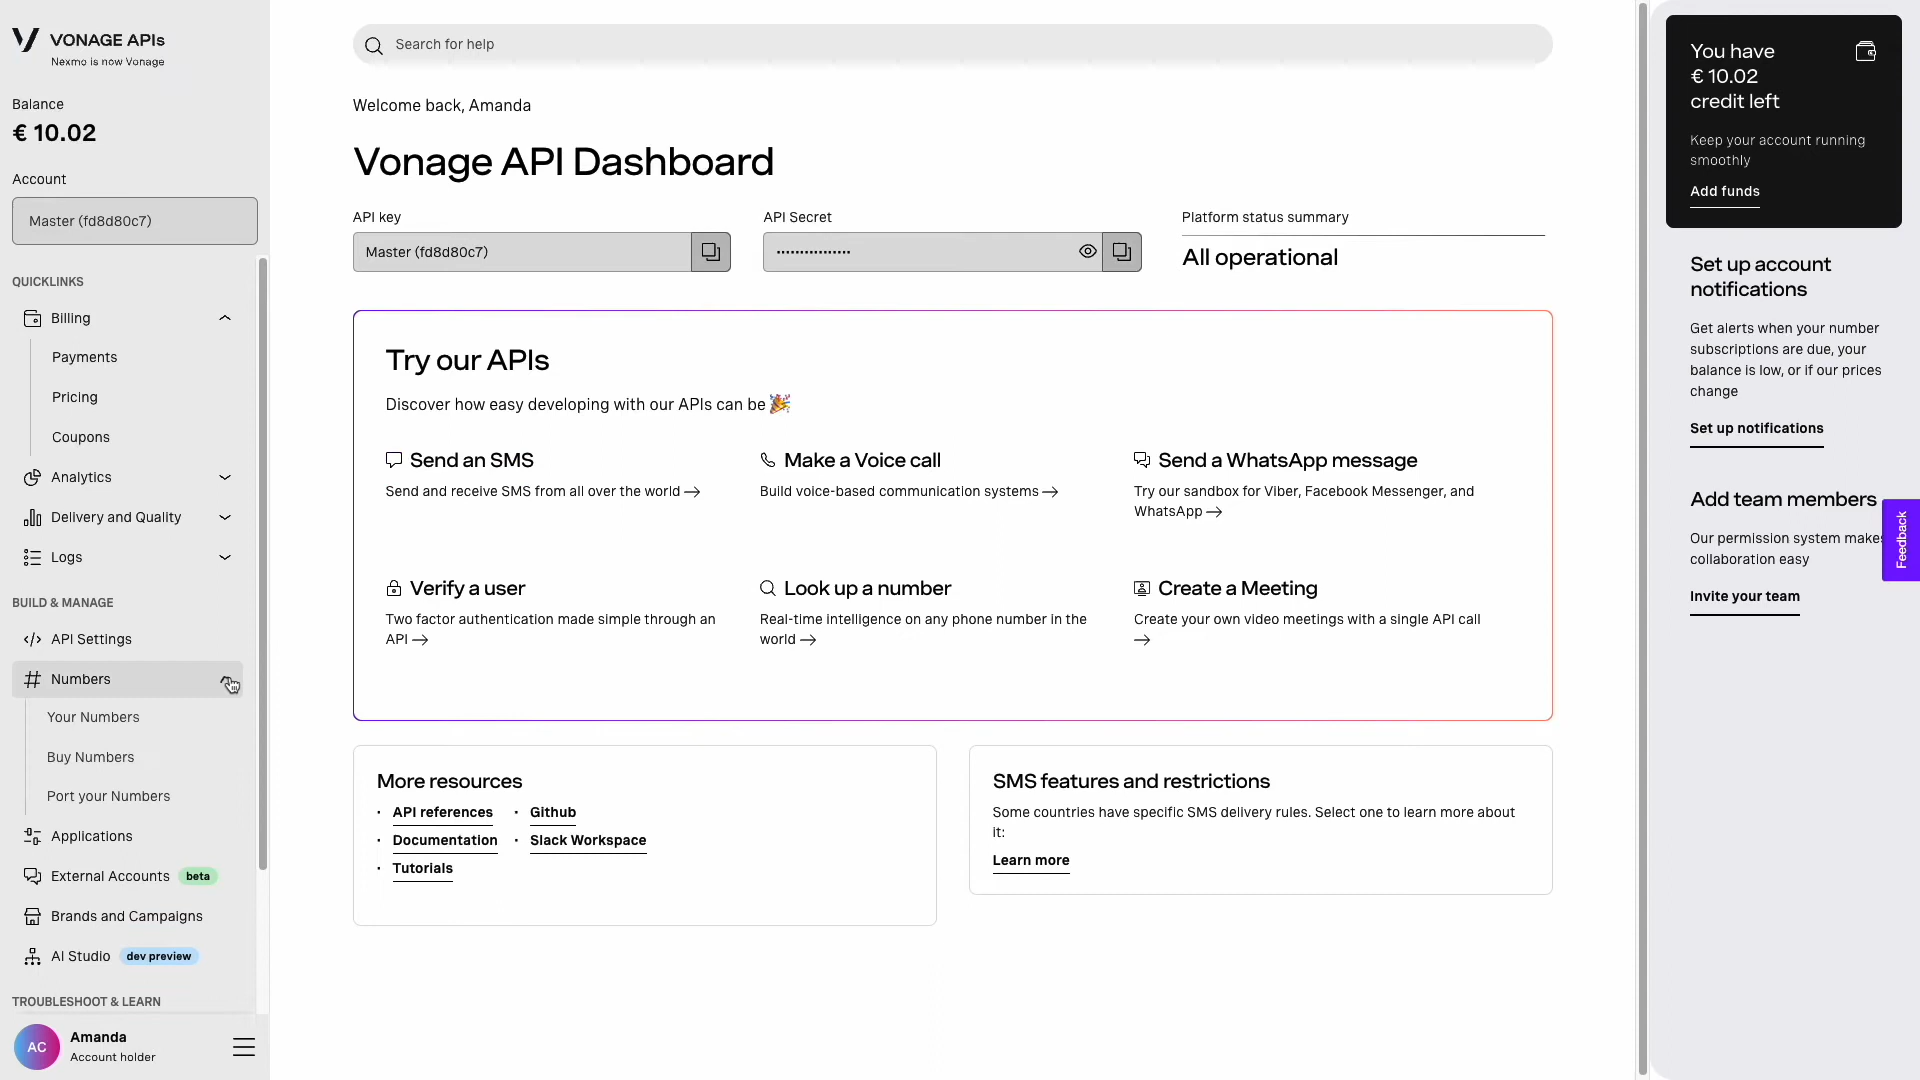 VONAGE APIs
Nexmo is now Vonage
Balance
€ 10.02
Account
Master (fd8d80c7)
QUICKLINKS
Billing
Payments
Pricing
Coupons
Analytics
Delivery and Quality
Logs
BUILD & MANAGE
API Settings
Numbers
Your Numbers
Buy Numbers
Port your Numbers
Applications
External Accounts beta
Brands and Campaigns
AI Studio dev preview
TROUBLESHOOT & LEARN
AC
Amanda
Account holder
Search for help
Welcome back, Amanda
Vonage API Dashboard
API key
Master (fd8d80c7)
API Secret
••••••••••••••••
Platform status summary
All operational
Try our APIs
Discover how easy developing with our APIs can be 🎉
Send an SMS
Send and receive SMS from all over the world →
Make a Voice call
Build voice-based communication systems →
Send a WhatsApp message
Try our sandbox for Viber, Facebook Messenger, and
WhatsApp →
Verify a user
Two factor authentication made simple through an
API →
Look up a number
Real-time intelligence on any phone number in the
world →
Create a Meeting
Create your own video meetings with a single API call
→
More resources
· API references
· Documentation
· Tutorials
· Github
· Slack Workspace
SMS features and restrictions
Some countries have specific SMS delivery rules. Select one to learn more about
it:
Learn more
You have
€ 10.02
credit left
Keep your account running
smoothly
Add funds
Set up account
notifications
Get alerts when your number
subscriptions are due, your
balance is low, or if our prices
change
Set up notifications
Add team members
Our permission system makes
collaboration easy
Invite your team
Feedback